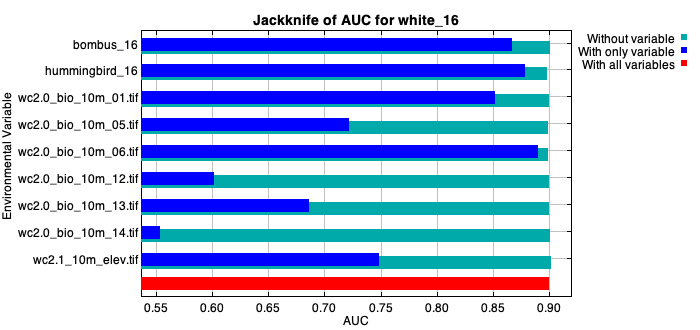 Jackknife of AUC for white_16
Without variable
With only variable
With all variables
Environmental Variable
bombus_16
hummingbird_16
wc2.0_bio_10m_01.tif
wc2.0_bio_10m_05.tif
wc2.0_bio_10m_06.tif
wc2.0_bio_10m_12.tif
wc2.0_bio_10m_13.tif
wc2.0_bio_10m_14.tif
wc2.1_10m_elev.tif
0.55 0.60 0.65 0.70 0.75 0.80 0.85 0.90
AUC